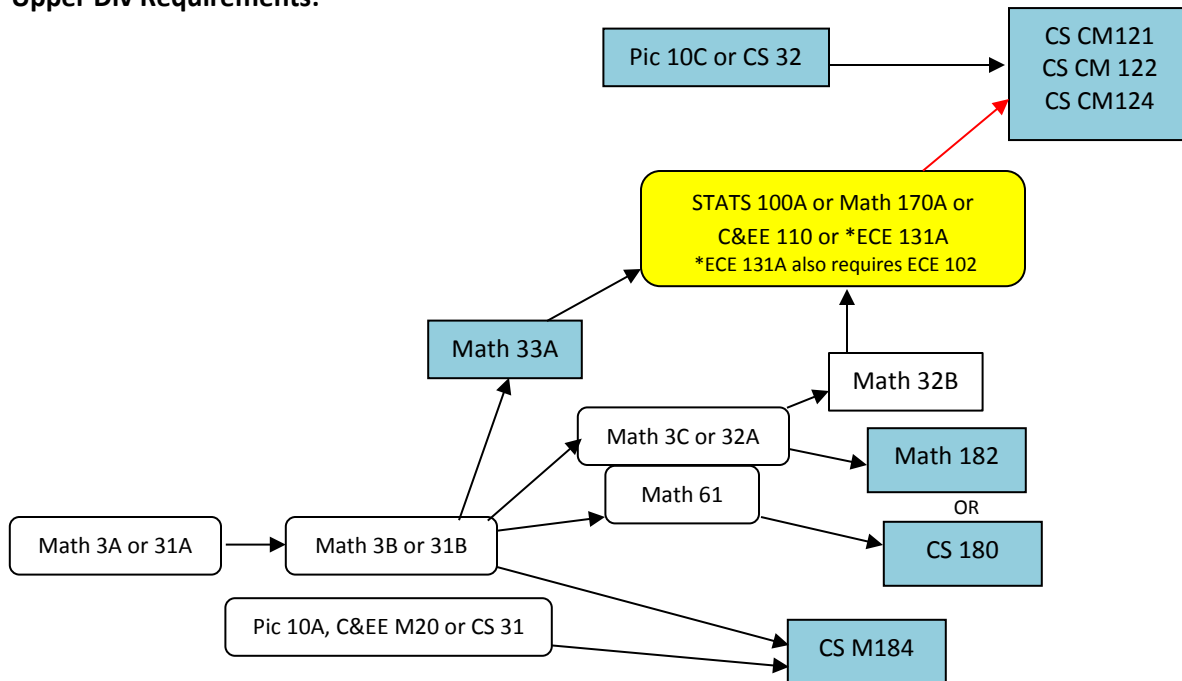 Upper Div Requirements:
Pic 10C or CS 32
CS CM121
CS CM 122
CS CM124
STATS 100A or Math 170A or
C&EE 110 or *ECE 131A
*ECE 131A also requires ECE 102
Math 33A
Math 32B
Math 3C or 32A
Math 182
Math 61
OR
Math 3A or 31A
Math 3B or 31B
CS 180
Pic 10A, C&EE M20 or CS 31
CS M184